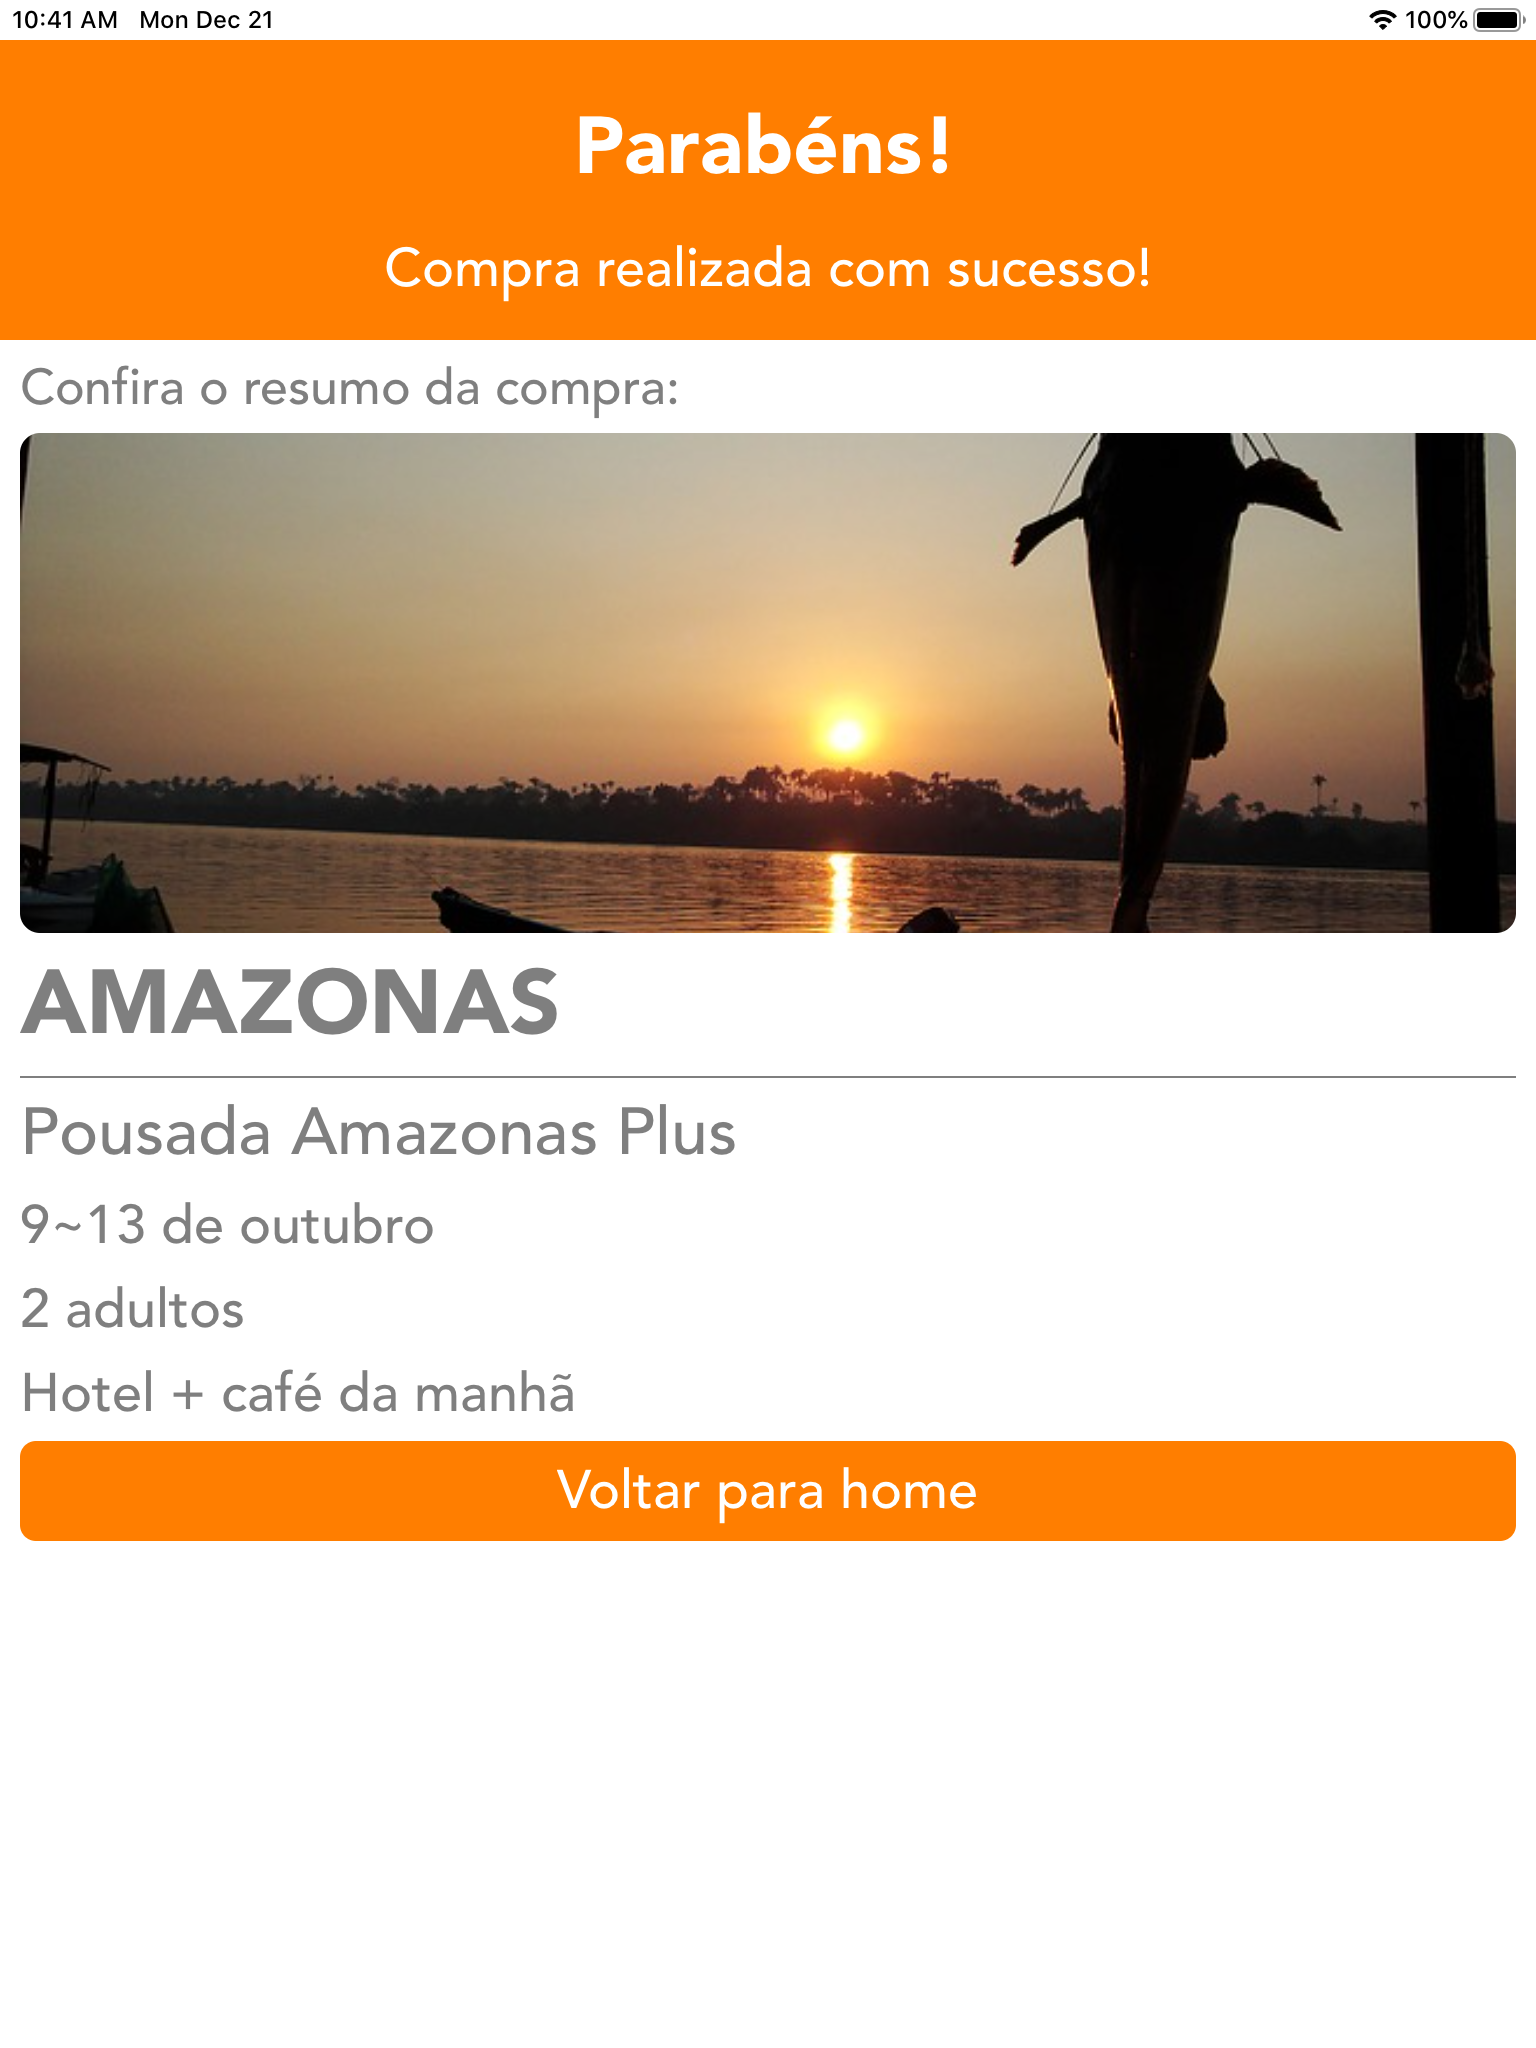 10:41 AM Mon Dec 21 100%
Parabéns!
Compra realizada com sucesso!
Confira o resumo da compra:
AMAZONAS
Pousada Amazonas Plus
9~13 de outubro
2 adultos
Hotel + café da manhã
Voltar para home